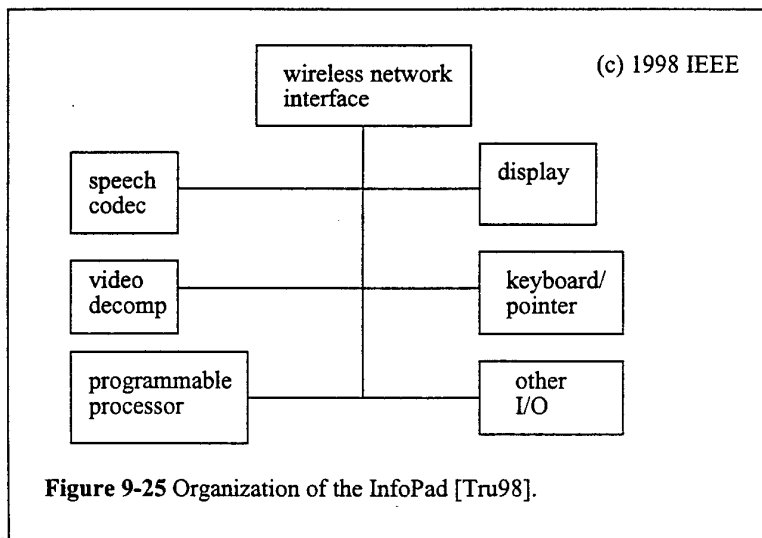 wireless network
interface
(c) 1998 IEEE
speech
codec
display
video
decomp
keyboard/
pointer
programmable
processor
other
I/O
Figure 9-25 Organization of the InfoPad [Tru98].